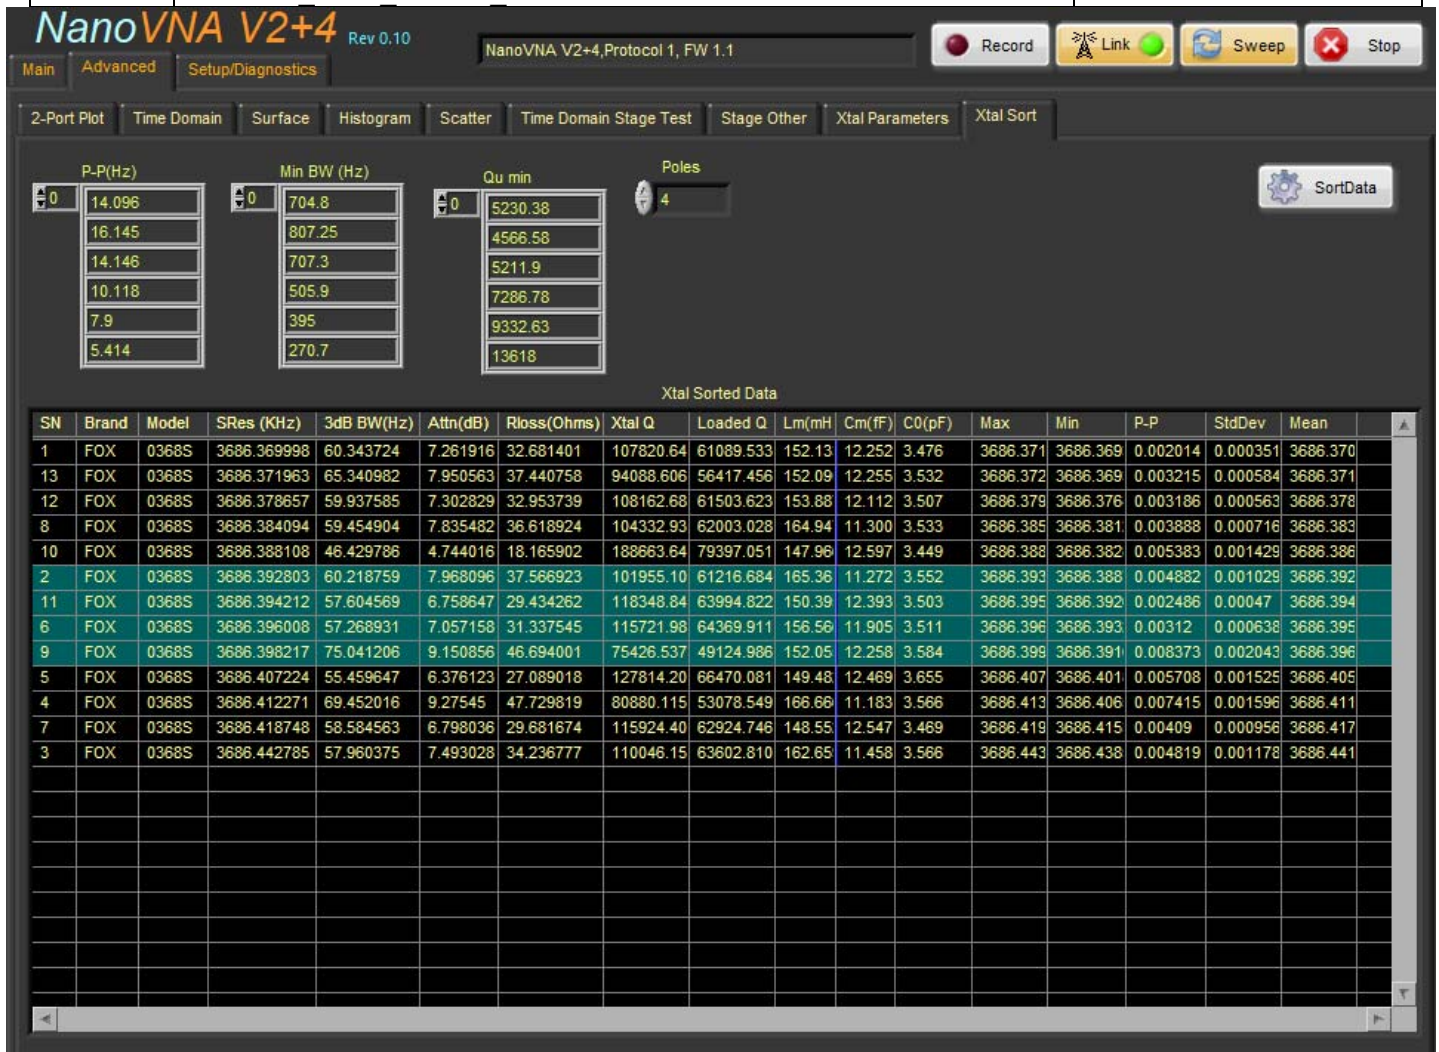 NanoVNA V2+4 Rev 0.10
NanoVNA V2+4,Protocol 1, FW 1.1
Record Link Sweep Stop
Main Advanced Setup/Diagnostics
2-Port Plot Time Domain Surface Histogram Scatter Time Domain Stage Test Stage Other Xtal Parameters Xtal Sort
P-P(Hz) Min BW (Hz) Qu min Poles
0 14.096 0 704.8 0 5230.38 4 SortData
16.145 807.25 4566.58
14.146 707.3 5211.9
10.118 505.9 7286.78
7.9 395 9332.63
5.414 270.7 13618
Xtal Sorted Data
SN Brand Model SRes (KHz) 3dB BW(Hz) Attn(dB) Rloss(Ohms) Xtal Q Loaded Q Lm(mH Cm(fF) C0(pF) Max Min P-P StdDev Mean
1 FOX 0368S 3686.369998 60.343724 7.261916 32.681401 107820.64 61089.533 152.13 12.252 3.476 3686.371 3686.369 0.002014 0.000351 3686.370
13 FOX 0368S 3686.371963 65.340982 7.950563 37.440758 94088.606 56417.456 152.09 12.255 3.532 3686.372 3686.369 0.003215 0.000584 3686.371
12 FOX 0368S 3686.378657 59.937585 7.302829 32.953739 108162.68 61503.623 153.88 12.112 3.507 3686.379 3686.376 0.003186 0.000563 3686.378
8 FOX 0368S 3686.384094 59.454904 7.835482 36.618924 104332.93 62003.028 164.94 11.300 3.533 3686.385 3686.381 0.003888 0.000716 3686.383
10 FOX 0368S 3686.388108 46.429786 4.744016 18.165902 188663.64 79397.051 147.96 12.597 3.449 3686.388 3686.382 0.005383 0.001429 3686.386
2 FOX 0368S 3686.392803 60.218759 7.968096 37.566923 101955.10 61216.684 165.36 11.272 3.552 3686.393 3686.388 0.004882 0.001029 3686.392
11 FOX 0368S 3686.394212 57.604569 6.758647 29.434262 118348.84 63994.822 150.39 12.393 3.503 3686.395 3686.392 0.002486 0.00047 3686.394
6 FOX 0368S 3686.396008 57.268931 7.057158 31.337545 115721.98 64369.911 156.56 11.905 3.511 3686.396 3686.393 0.00312 0.000638 3686.395
9 FOX 0368S 3686.398217 75.041206 9.150856 46.694001 75426.537 49124.986 152.05 12.258 3.584 3686.399 3686.391 0.008373 0.002043 3686.396
5 FOX 0368S 3686.407224 55.459647 6.376123 27.089018 127814.20 66470.081 149.48 12.469 3.655 3686.407 3686.401 0.005708 0.001525 3686.405
4 FOX 0368S 3686.412271 69.452016 9.27545 47.729819 80880.115 53078.549 166.66 11.183 3.566 3686.413 3686.406 0.007415 0.001596 3686.411
7 FOX 0368S 3686.418748 58.584563 6.798036 29.681674 115924.40 62924.746 148.55 12.547 3.469 3686.419 3686.415 0.00409 0.000956 3686.417
3 FOX 0368S 3686.442785 57.960375 7.493028 34.236777 110046.15 63602.810 162.65 11.458 3.566 3686.443 3686.438 0.004819 0.001178 3686.441